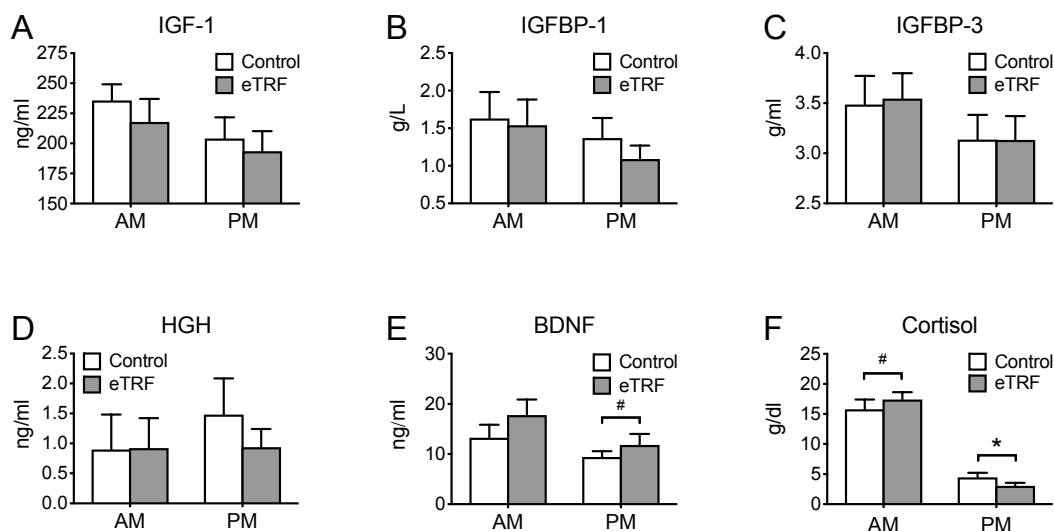 A
IGF-1
ng/ml
275
250
225
200
175
150
Control
eTRF
AM
PM
B
IGFBP-1
g/L
2.5
2.0
1.5
1.0
0.5
Control
eTRF
AM
PM
C
IGFBP-3
g/ml
4.0
3.5
3.0
2.5
Control
eTRF
AM
PM
D
HGH
ng/ml
2.5
2.0
1.5
1.0
0.5
0.0
Control
eTRF
AM
PM
E
BDNF
ng/ml
30
20
10
0
Control
eTRF
#
AM
PM
F
Cortisol
g/dl
25
20
15
10
5
0
Control
eTRF
#
*
AM
PM